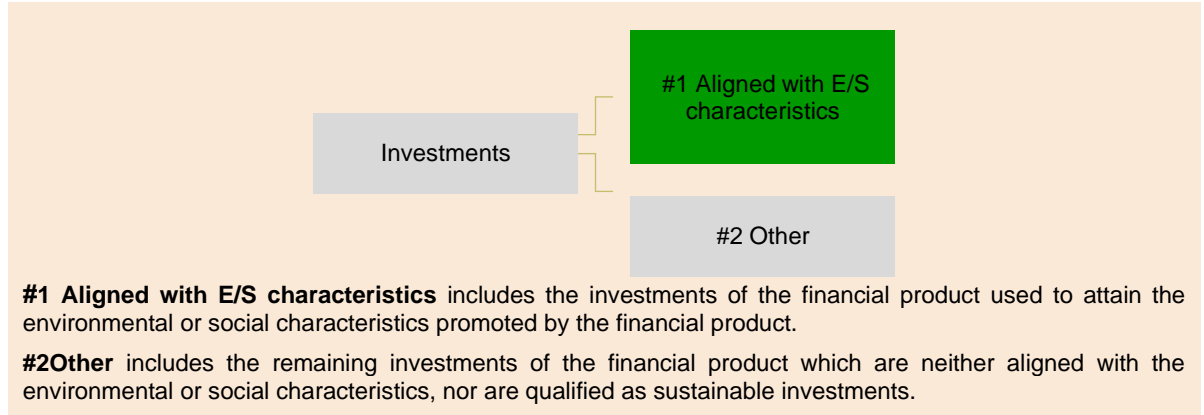 #1 Aligned with E/S
characteristics
Investments
#2 Other
#1 Aligned with E/S characteristics includes the investments of the financial product used to attain the
environmental or social characteristics promoted by the financial product.
#2Other includes the remaining investments of the financial product which are neither aligned with the
environmental or social characteristics, nor are qualified as sustainable investments.